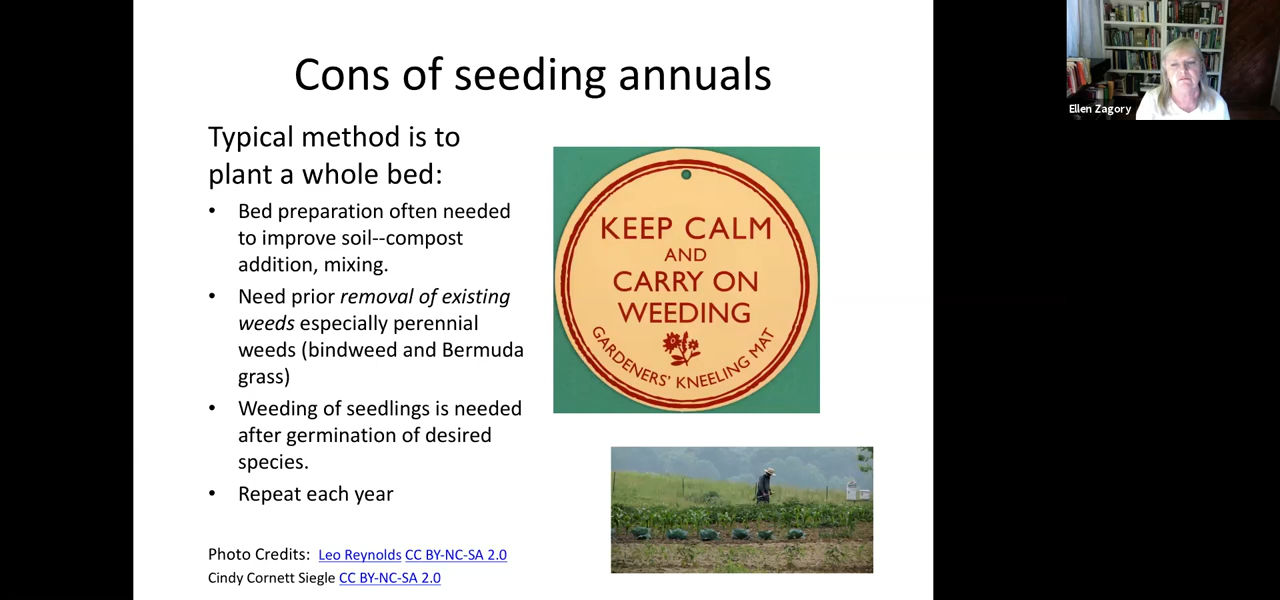 Cons of seeding annuals
Typical method is to
plant a whole bed:
• Bed preparation often needed
to improve soil--compost
addition, mixing.
• Need prior removal of existing
weeds especially perennial
weeds (bindweed and Bermuda
grass)
• Weeding of seedlings is needed
after germination of desired
species.
• Repeat each year
Photo Credits: Leo Reynolds CC BY-NC-SA 2.0
Cindy Cornett Siegle CC BY-NC-SA 2.0
KEEP CALM
AND
CARRY ON
WEEDING
GARDENERS' KNEELING MAT
Ellen Zagory